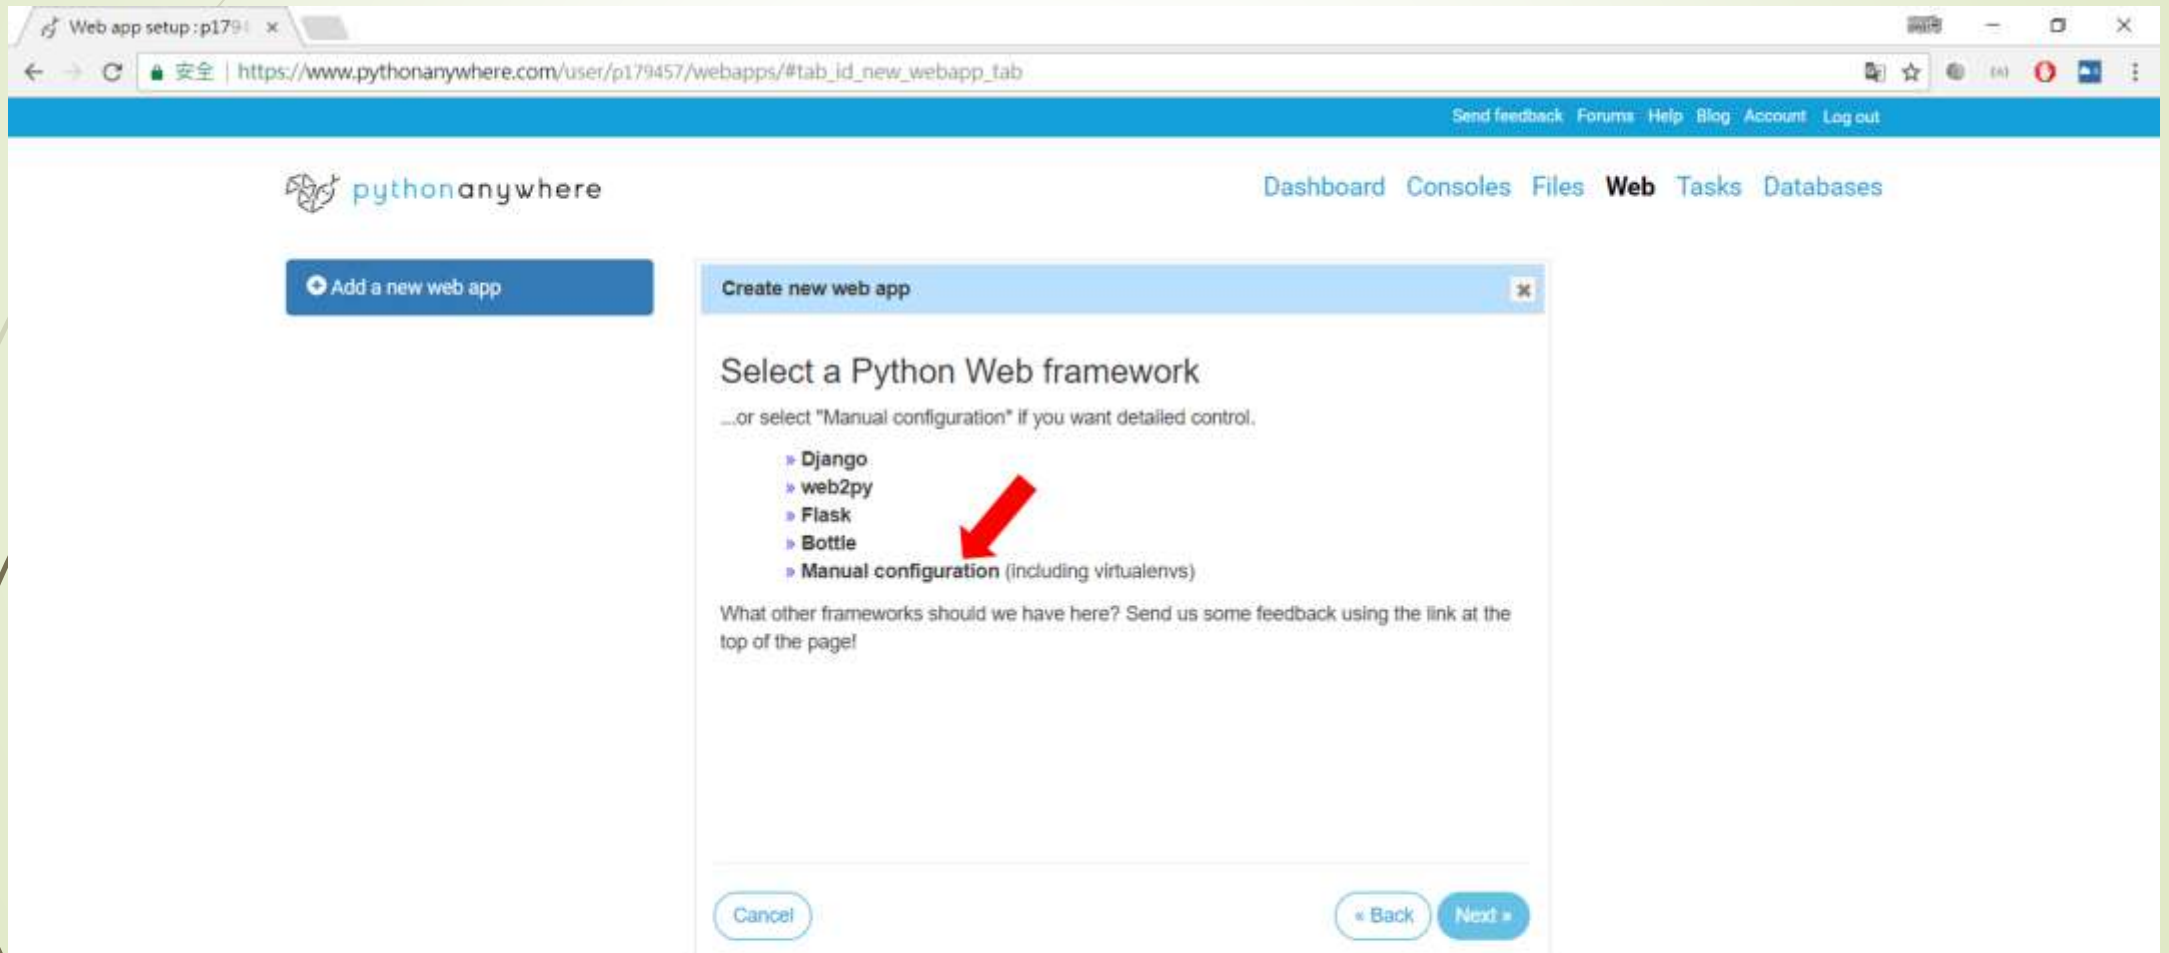 Web app setup : p1794
安全 | https://www.pythonanywhere.com/user/p179457/webapps/#tab_id_new_webapp_tab
Send feedback Forums Help Blog Account Log out
pythonanywhere
Dashboard Consoles Files Web Tasks Databases
Add a new web app
Create new web app
Select a Python Web framework
...or select "Manual configuration" if you want detailed control.
» Django
» web2py
» Flask
» Bottle
» Manual configuration (including virtualenvs)
What other frameworks should we have here? Send us some feedback using the link at the
top of the page!
Cancel
« Back
Next »